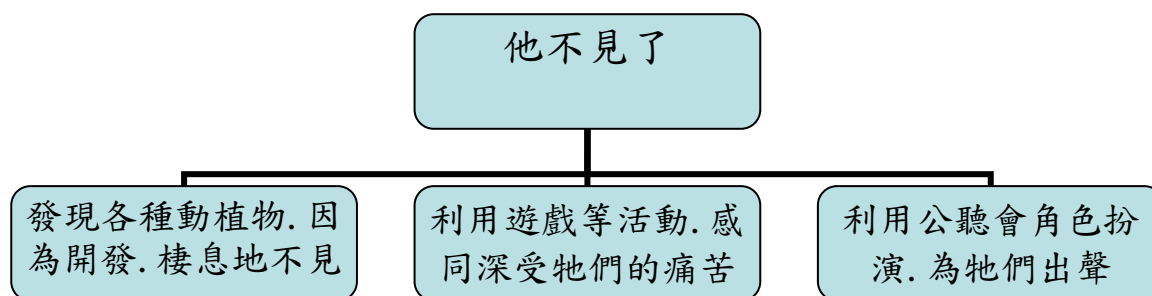 他不見了
發現各種動植物.因
為開發.棲息地不見
利用遊戲等活動.感
同深受牠們的痛苦
利用公聽會角色扮
演.為牠們出聲